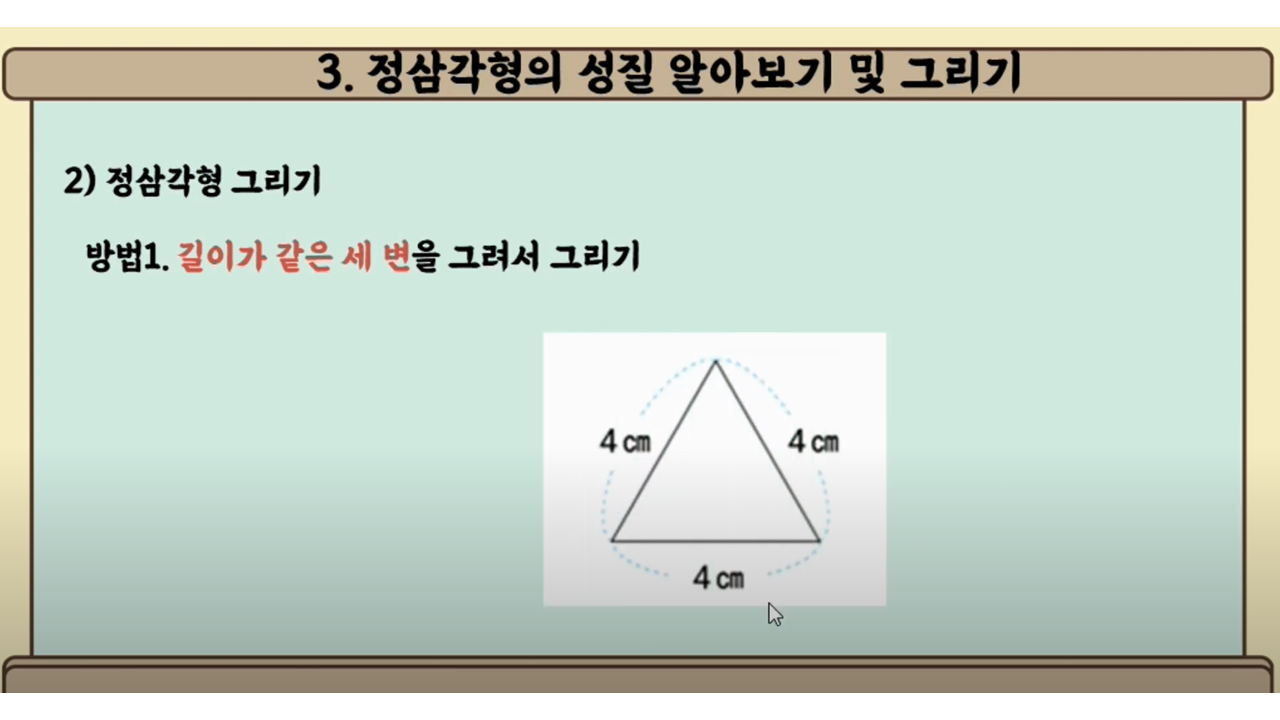 3. 정삼각형의 성질 알아보기 및 그리기
2) 정삼각형 그리기
방법1. 길이가 같은 세 변을 그려서 그리기
4 cm 4 cm
4 cm